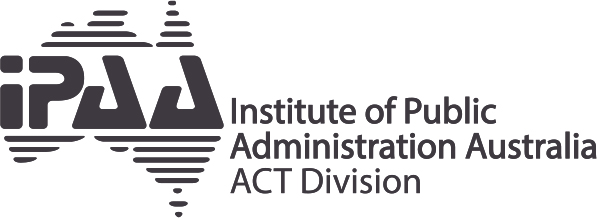 iPAA
Institute of Public
Administration Australia
ACT Division